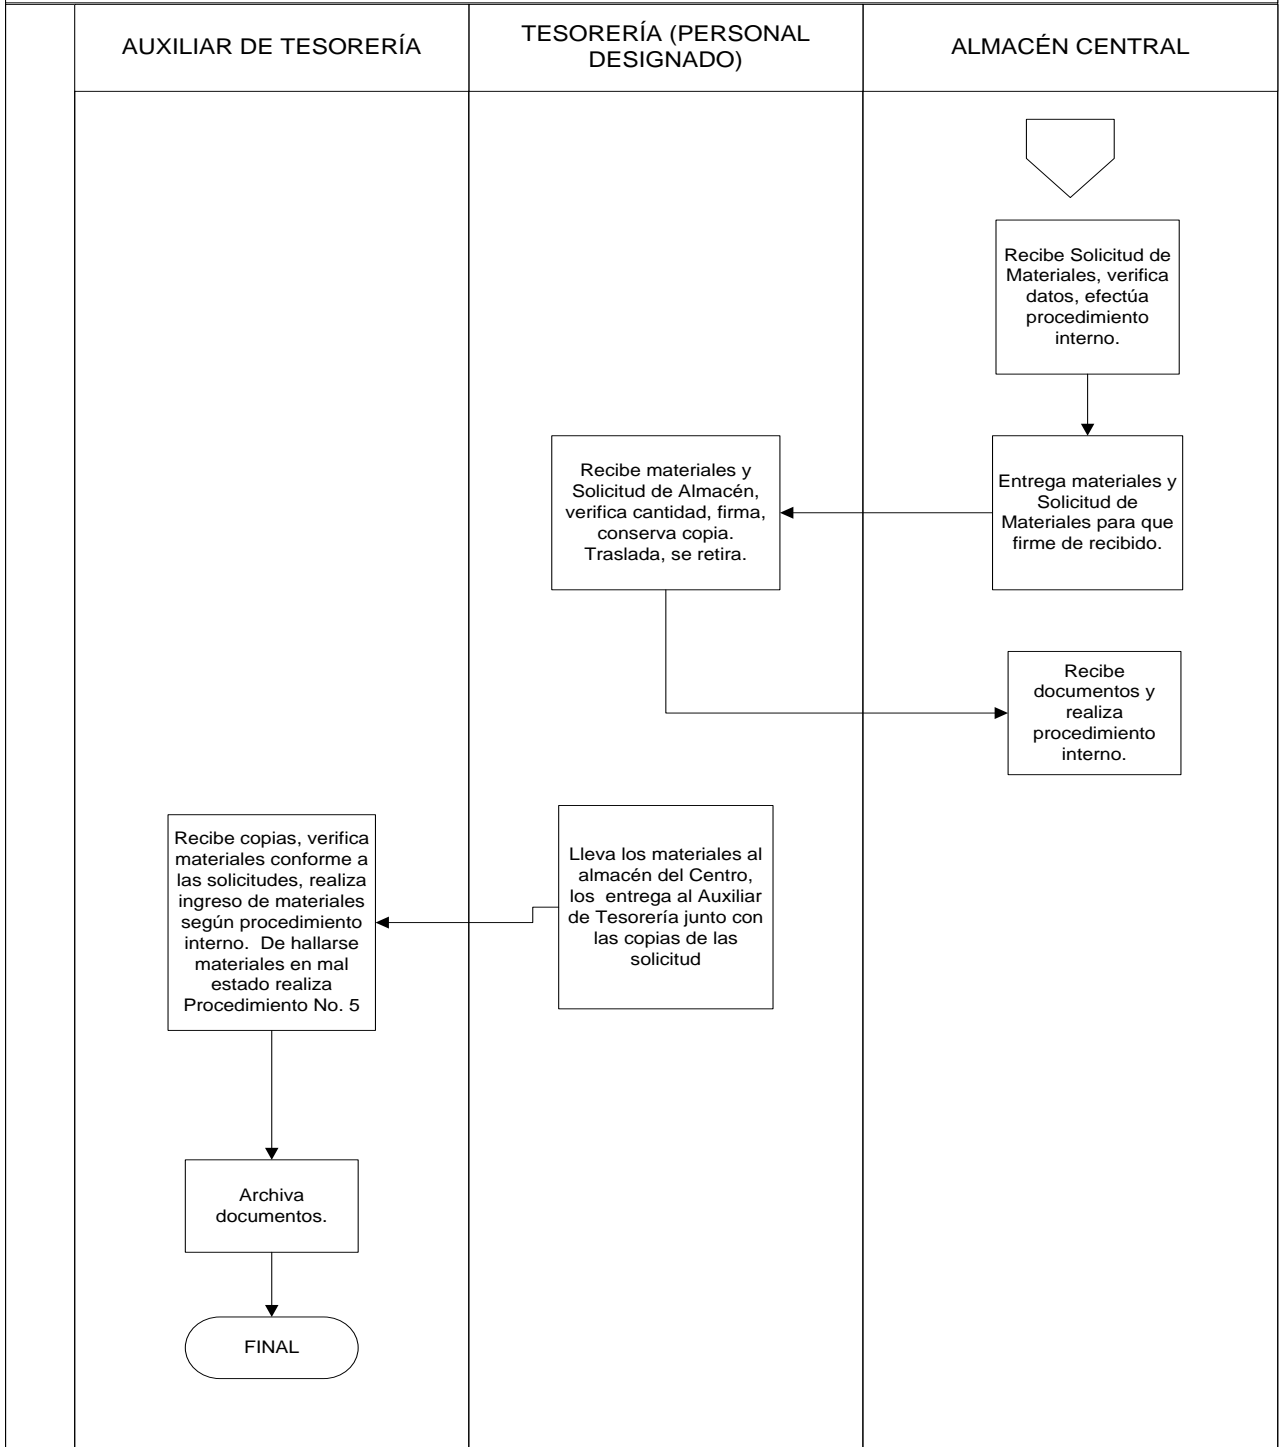 AUXILIAR DE TESORERÍA
TESORERÍA (PERSONAL
DESIGNADO)
ALMACÉN CENTRAL
Recibe Solicitud de
Materiales, verifica
datos, efectúa
procedimiento
interno.
Entrega materiales y
Solicitud de
Materiales para que
firme de recibido.
Recibe materiales y
Solicitud de Almacén,
verifica cantidad, firma,
conserva copia.
Traslada, se retira.
Recibe
documentos y
realiza
procedimiento
interno.
Lleva los materiales al
almacén del Centro,
los entrega al Auxiliar
de Tesorería junto con
las copias de las
solicitud
Recibe copias, verifica
materiales conforme a
las solicitudes, realiza
ingreso de materiales
según procedimiento
interno. De hallarse
materiales en mal
estado realiza
Procedimiento No. 5
Archiva
documentos.
FINAL